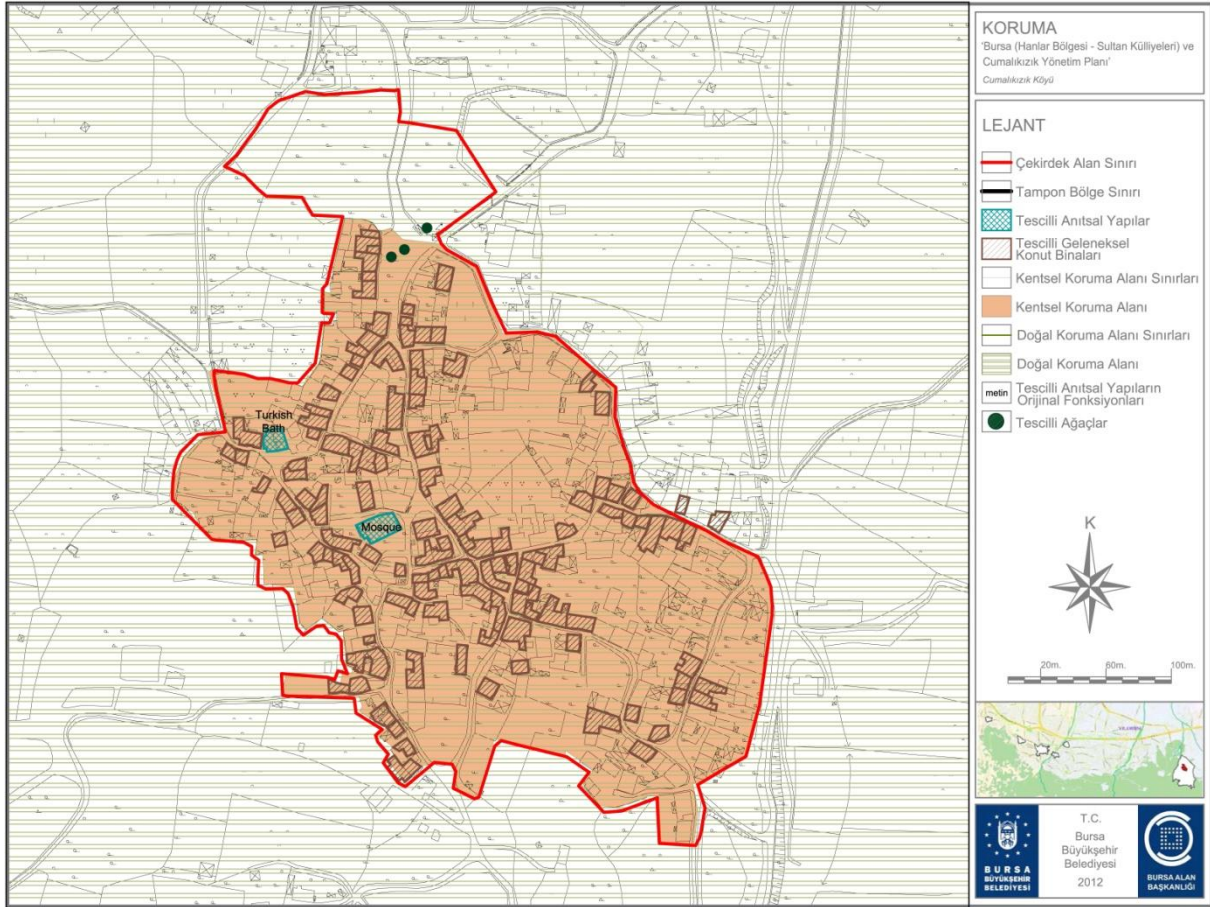 KORUMA
'Bursa (Hanlar Bölgesi - Sultan Külliyeleri) ve
Cumalıkızık Yönetim Planı'
Cumalıkızık Köyü
LEJANT
Çekirdek Alan Sınırı
Tampon Bölge Sınırı
Tescilli Anıtsal Yapılar
Tescilli Geleneksel
Konut Binaları
Kentsel Koruma Alanı Sınırları
Kentsel Koruma Alanı
Doğal Koruma Alanı Sınırları
Doğal Koruma Alanı
metin
Tescilli Anıtsal Yapıların
Orijinal Fonksiyonları
Tescilli Ağaçlar
Turkish
Bath
Mosque
K
20m. 60m. 100m.
BURSA
BÜYÜKŞEHİR
BELEDİYESİ
T.C.
Bursa
Büyükşehir
Belediyesi
2012
BURSA ALAN
BAŞKANLIĞI